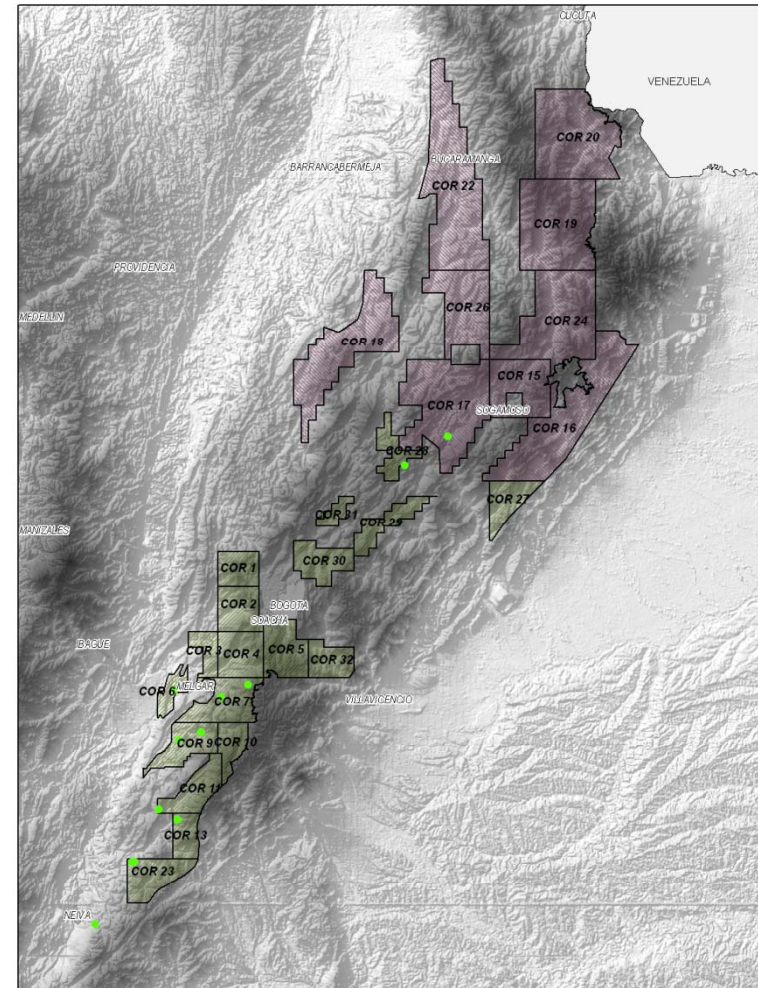 CUCUTA
VENEZUELA
COR 20
BARRANCABERMEJA
BUCARAMANGA
COR 22
COR 19
PROVIDENCIA
MEDELLIN
COR 26
COR 24
COR 18
COR 15
COR 17
SOGAMOSO
COR 16
COR 28
COR 27
COR 31
COR 29
MANIZALES
COR 30
COR 1
COR 2
BOGOTA
SOACHA
IBAGUE
COR 3
COR 4
COR 5
COR 32
COR 6
MELGAR
COR 7
VILLAVICENCIO
COR 9
COR 10
COR 11
COR 13
COR 23
NEIVA